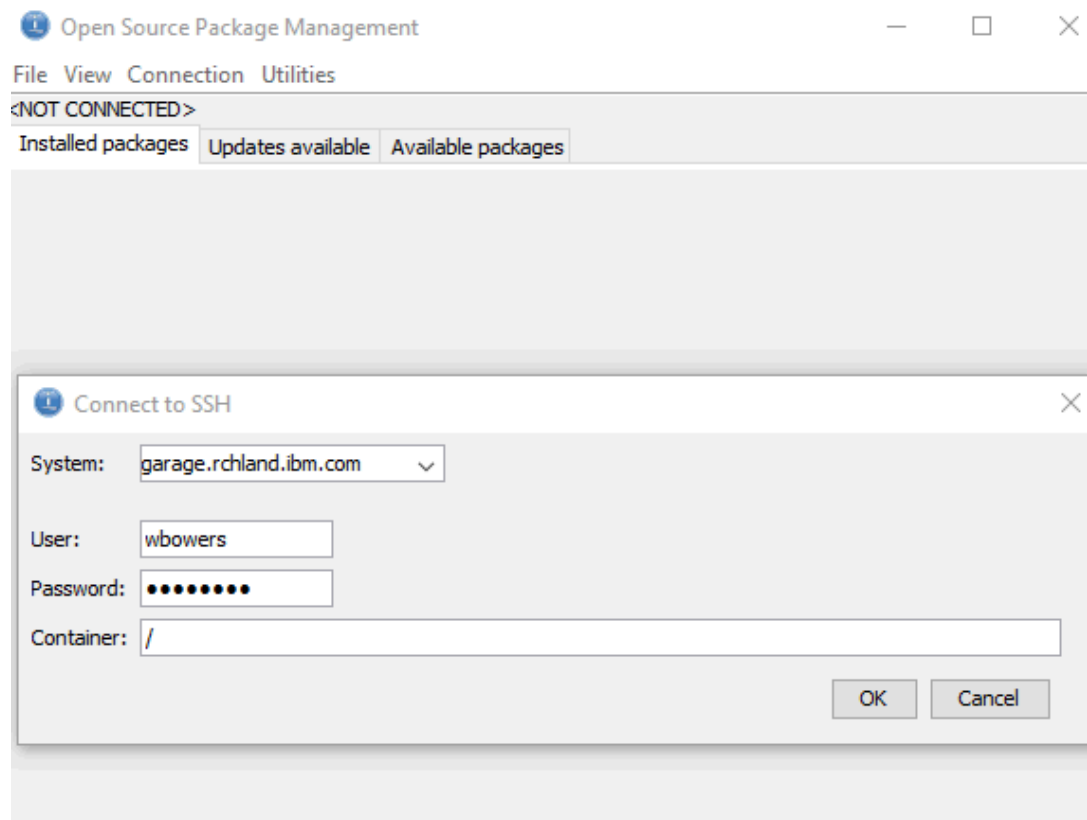 Open Source Package Management
File View Connection Utilities
<NOT CONNECTED>
Installed packages Updates available Available packages
Connect to SSH
System: garage.rchland.ibm.com
User: wbowers
Password: ●●●●●●●●
Container: /
OK Cancel